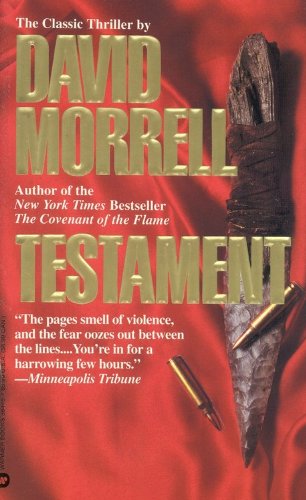 The Classic Thriller by
DAVID
MORRELL
Author of the
New York Times Bestseller
The Covenant of the Flame
TESTAMENT
"The pages smell of violence,
and the fear oozes out between
the lines....You're in for a
harrowing few hours."
—Minneapolis Tribune